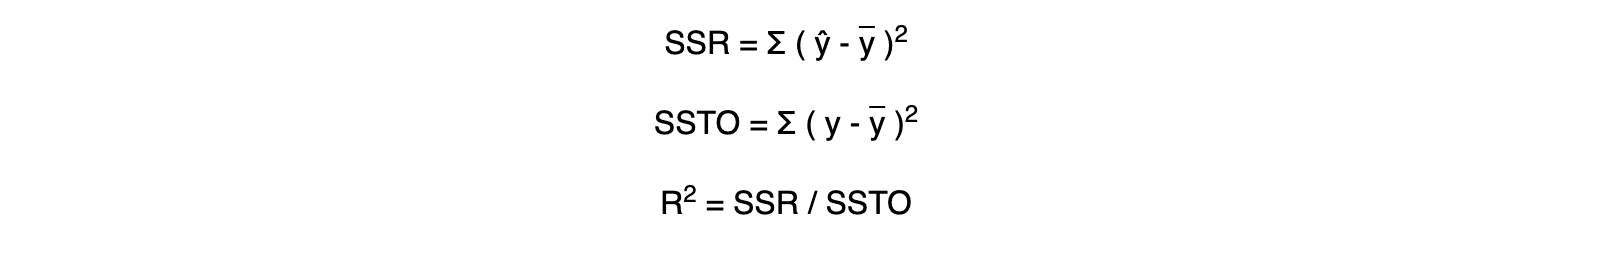 SSR = Σ ( ŷ - y̅ )²
SSTO = Σ ( y - y̅ )²
R² = SSR / SSTO